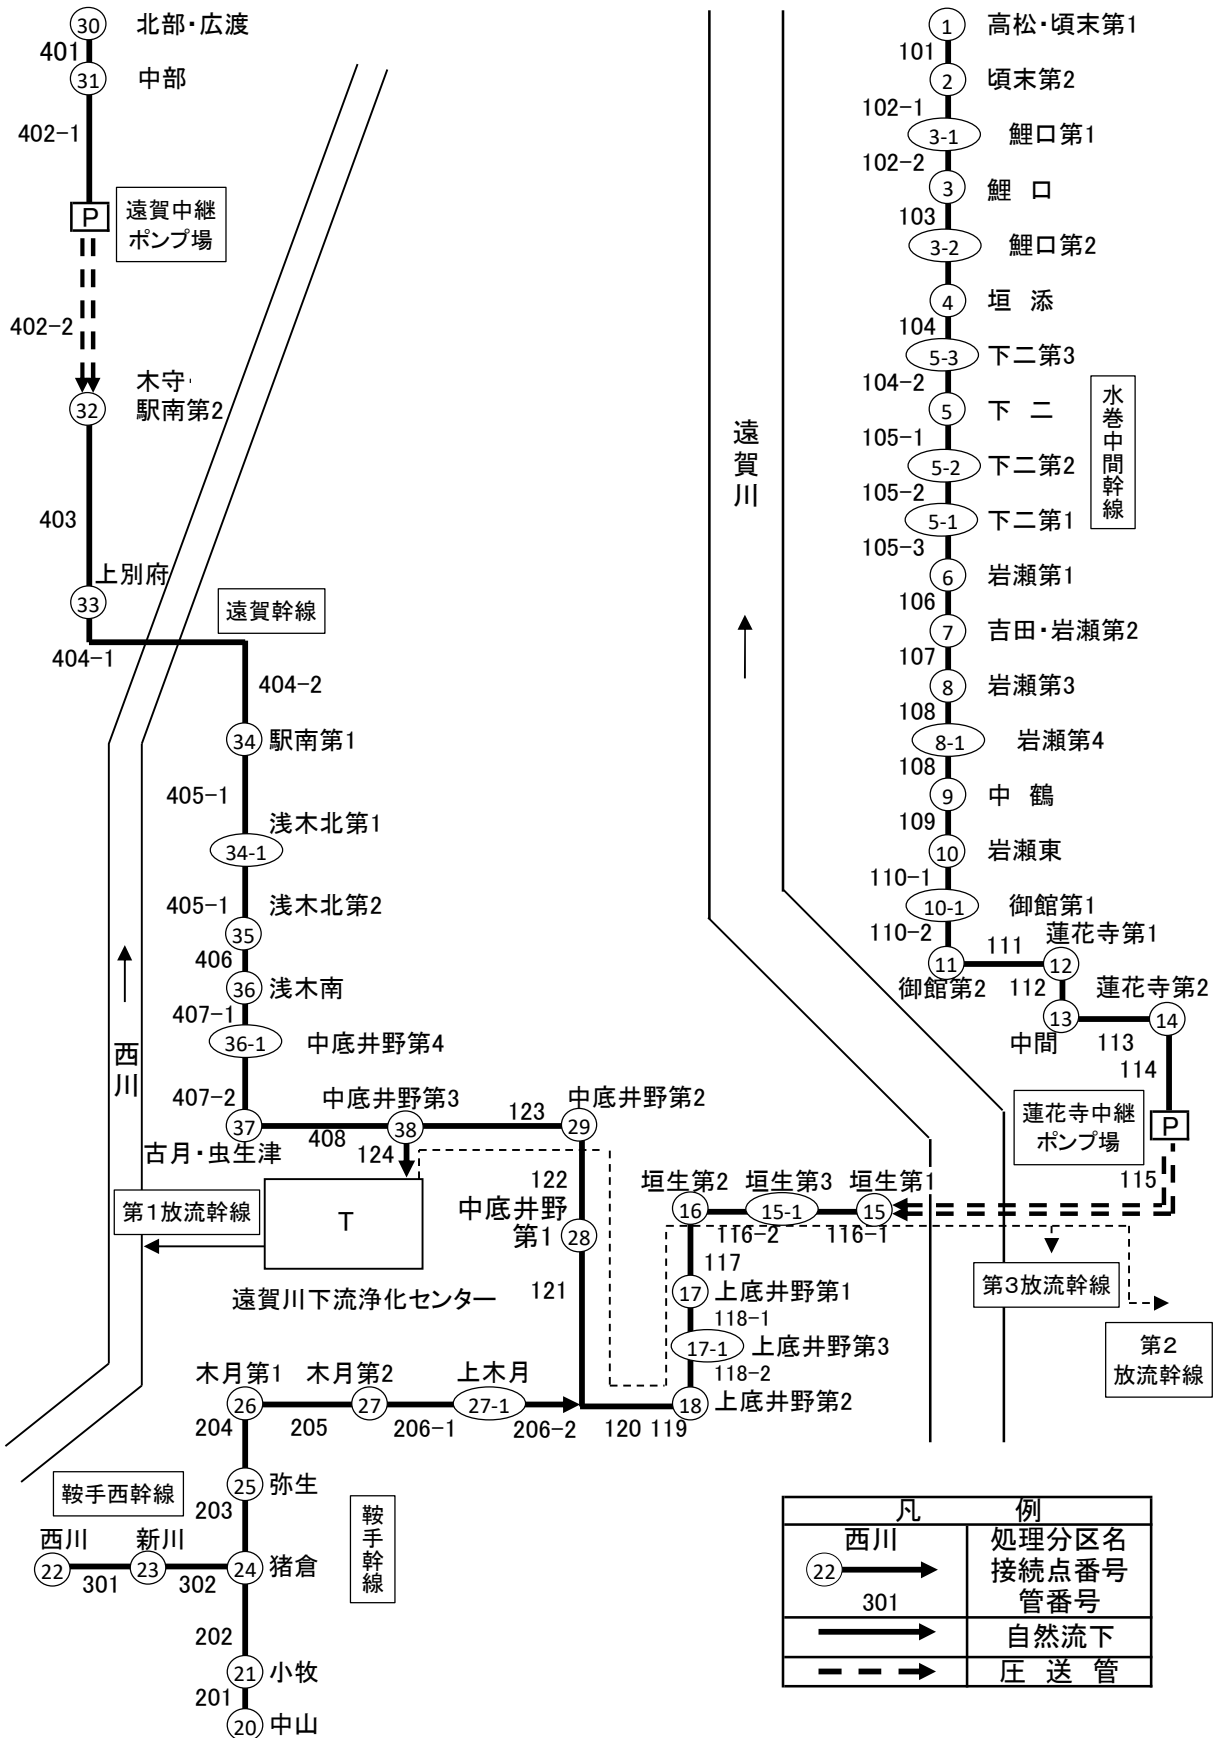 30 北部・広渡
401
31 中部
402-1
P
遠賀中継
ポンプ場
402-2
木守・
駅南第2
32
403
上別府
33
遠賀幹線
404-1
404-2
34 駅南第1
405-1
浅木北第1
34-1
405-1
浅木北第2
35
406
36 浅木南
407-1
36-1 中底井野第4
407-2
37
古月・虫生津
408
中底井野第3
38
124
123
中底井野第2
29
122
中底井野
第1
28
121
西川
第1放流幹線
T
遠賀川下流浄化センター
遠賀川
1 高松・頃末第1
101
2 頃末第2
102-1
3-1 鯉口第1
102-2
3 鯉口
103
3-2 鯉口第2
4 垣添
104
5-3 下二第3
104-2
5 下二
105-1
5-2 下二第2
105-2
5-1 下二第1
105-3
水巻中間幹線
6 岩瀬第1
106
7 吉田・岩瀬第2
107
8 岩瀬第3
108
8-1 岩瀬第4
108
9 中鶴
109
10 岩瀬東
110-1
10-1 御館第1
110-2
11
御館第2
111
蓮花寺第1
12
112
13
中間
113
蓮花寺第2
14
114
蓮花寺中継
ポンプ場
P
115
垣生第2
16
垣生第3
15-1
垣生第1
15
116-2
116-1
117
17 上底井野第1
118-1
17-1 上底井野第3
118-2
18 上底井野第2
120
119
第3放流幹線
第2
放流幹線
木月第1
26
木月第2
27
上木月
27-1
204
205
206-1
206-2
25 弥生
203
鞍手西幹線
鞍手幹線
西川
22
新川
23
24 猪倉
301
302
202
21 小牧
201
20 中山
凡例
西川
22
301
処理分区名
接続点番号
管番号
自然流下
圧送管